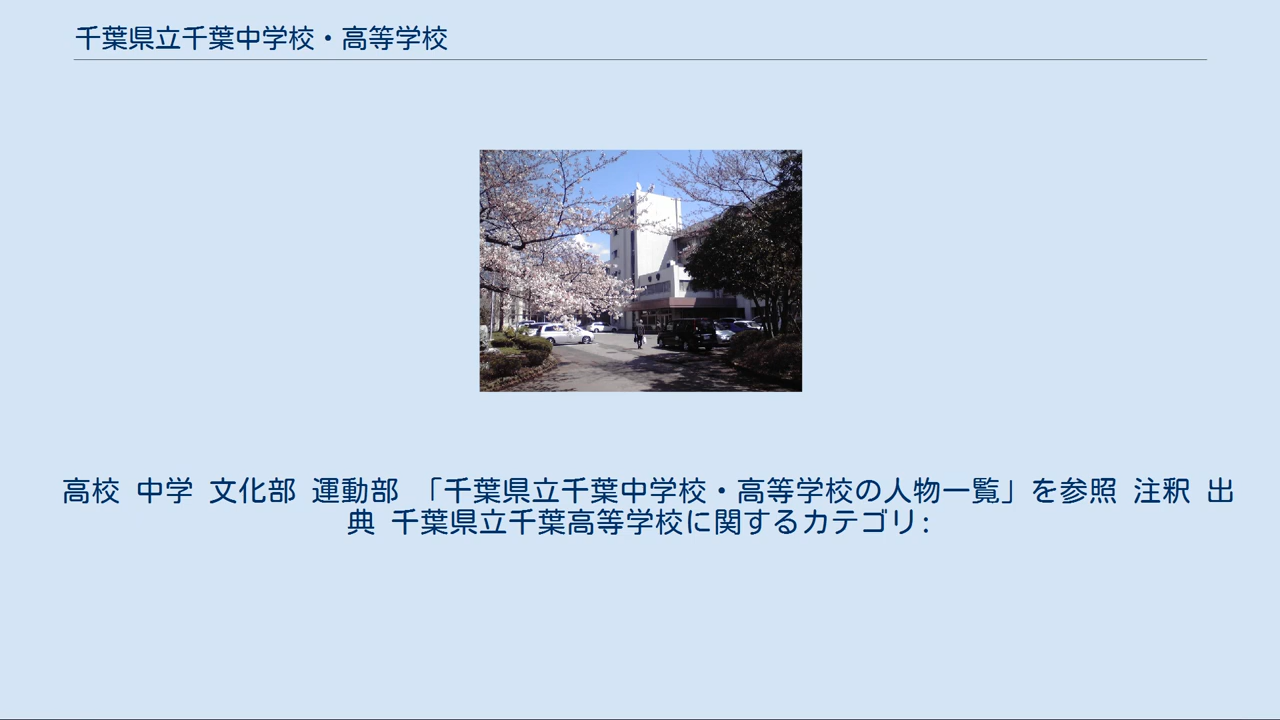 千葉県立千葉中学校・高等学校
高校 中学 文化部 運動部 「千葉県立千葉中学校・高等学校の人物一覧」を参照 注釈 出
典 千葉県立千葉高等学校に関するカテゴリ: